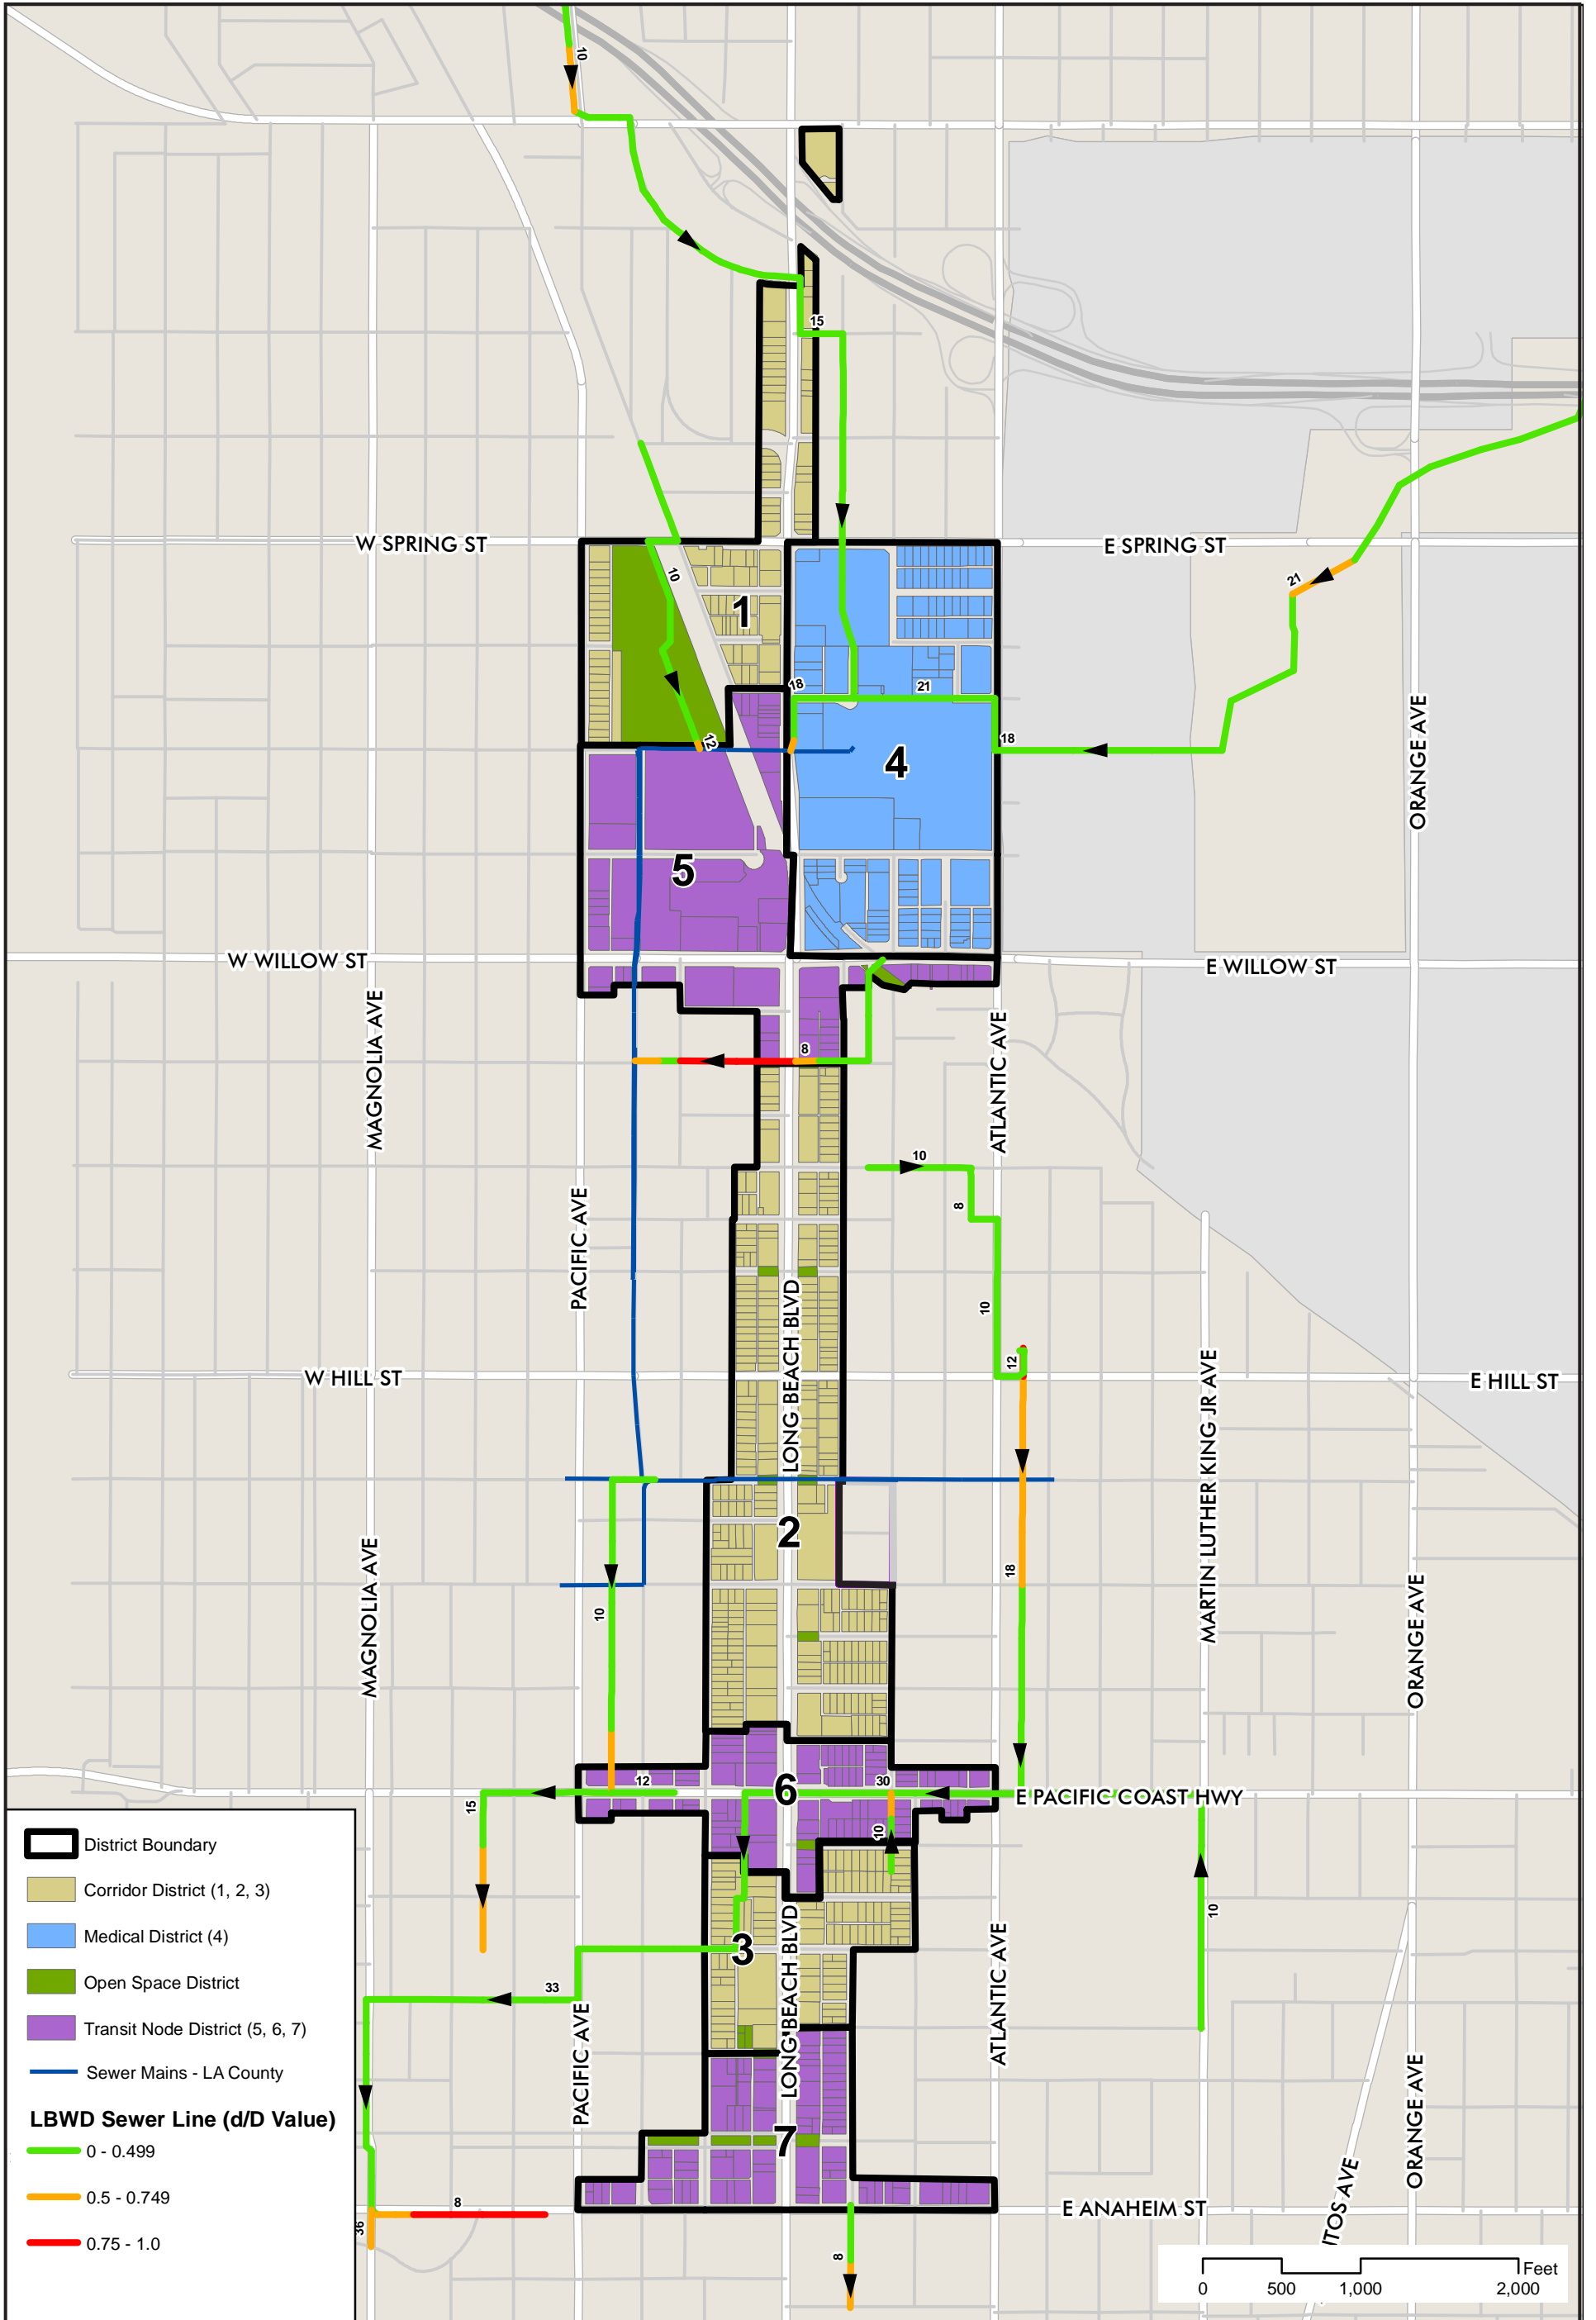 10
15
W SPRING ST
E SPRING ST
21
10
1
18
21
12
18
4
ORANGE AVE
5
W WILLOW ST
E WILLOW ST
MAGNOLIA AVE
8
ATLANTIC AVE
10
8
PACIFIC AVE
10
LONG BEACH BLVD
12
W HILL ST
E HILL ST
MARTIN LUTHER KING JR AVE
2
18
10
MAGNOLIA AVE
ORANGE AVE
12
30
6
E PACIFIC COAST HWY
15
10
10
LONG BEACH BLVD
3
ATLANTIC AVE
33
PACIFIC AVE
ORANGE AVE
7
E ANAHEIM ST
8
36
ITOS AVE
8
District Boundary
Corridor District (1, 2, 3)
Medical District (4)
Open Space District
Transit Node District (5, 6, 7)
Sewer Mains - LA County
LBWD Sewer Line (d/D Value)
0 - 0.499
0.5 - 0.749
0.75 - 1.0
Feet
0 500 1,000 2,000